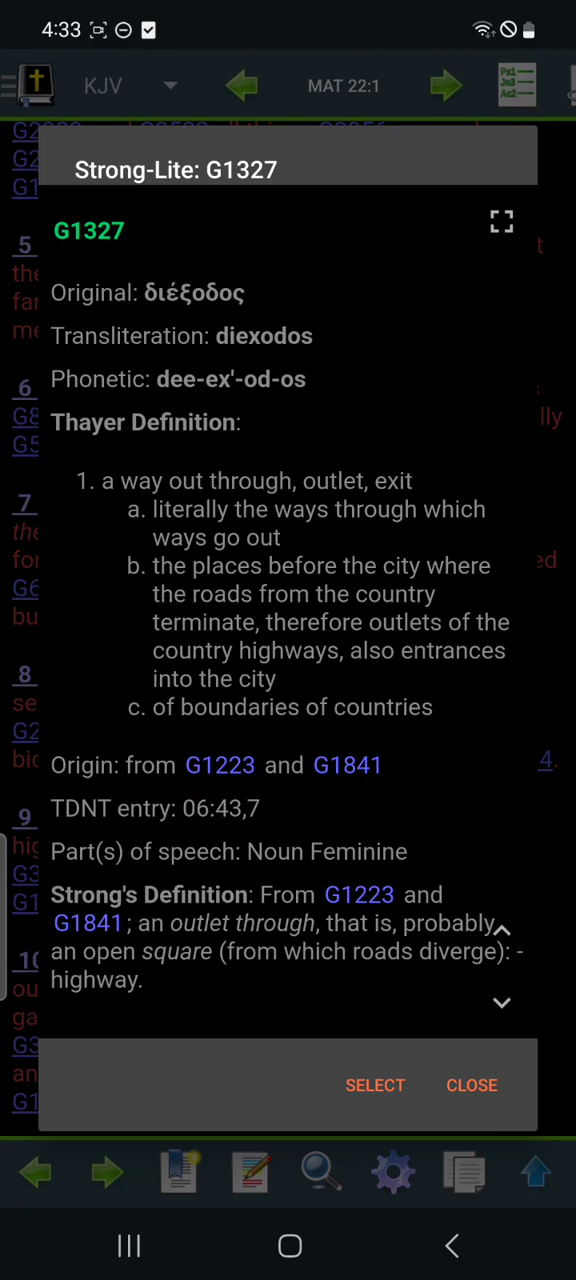 4:33
KJV
MAT 22:1
Strong-Lite: G1327
G1327
Original: διέξοδος
Transliteration: diexodos
Phonetic: dee-ex'-od-os
Thayer Definition:
1. a way out through, outlet, exit
a. literally the ways through which
ways go out
b. the places before the city where
the roads from the country
terminate, therefore outlets of the
country highways, also entrances
into the city
c. of boundaries of countries
Origin: from G1223 and G1841
TDNT entry: 06:43,7
Part(s) of speech: Noun Feminine
Strong's Definition: From G1223 and
G1841; an outlet through, that is, probably
an open square (from which roads diverge): -
highway.
SELECT
CLOSE
5
6
7
8
9
10